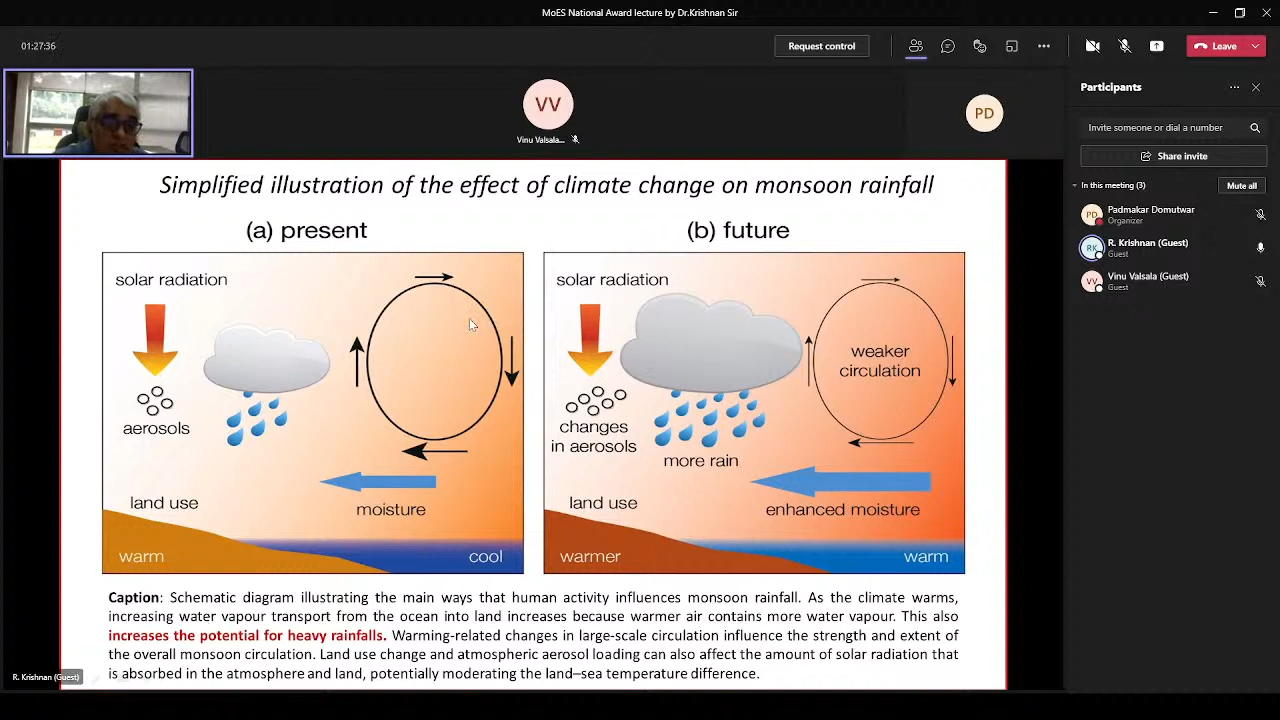 MoES National Award lecture by Dr.Krishnan Sir
01:27:36
Request control
Leave
VV
Vinu Valsala...
PD
Participants
Invite someone or dial a number
Share invite
In this meeting (3)
Mute all
PD
Padmakar Domutwar
Organizer
RK
R. Krishnan (Guest)
Guest
VV
Vinu Valsala (Guest)
Guest
Simplified illustration of the effect of climate change on monsoon rainfall
(a) present
solar radiation
aerosols
land use
moisture
warm
cool
(b) future
solar radiation
weaker
circulation
changes
in aerosols
more rain
land use
enhanced moisture
warmer
warm
Caption: Schematic diagram illustrating the main ways that human activity influences monsoon rainfall. As the climate warms,
increasing water vapour transport from the ocean into land increases because warmer air contains more water vapour. This also
increases the potential for heavy rainfalls. Warming-related changes in large-scale circulation influence the strength and extent of
the overall monsoon circulation. Land use change and atmospheric aerosol loading can also affect the amount of solar radiation that
is absorbed in the atmosphere and land, potentially moderating the land–sea temperature difference.
R. Krishnan (Guest)